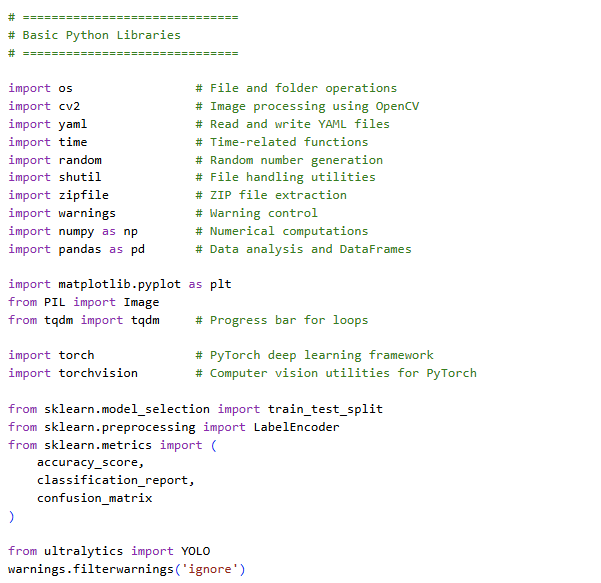 # ==============================
# Basic Python Libraries
# ==============================
import os                 # File and folder operations
import cv2                # Image processing using OpenCV
import yaml               # Read and write YAML files
import time               # Time-related functions
import random             # Random number generation
import shutil             # File handling utilities
import zipfile            # ZIP file extraction
import warnings           # Warning control
import numpy as np        # Numerical computations
import pandas as pd       # Data analysis and DataFrames
import matplotlib.pyplot as plt
from PIL import Image
from tqdm import tqdm     # Progress bar for loops
import torch              # PyTorch deep learning framework
import torchvision        # Computer vision utilities for PyTorch
from sklearn.model_selection import train_test_split
from sklearn.preprocessing import LabelEncoder
from sklearn.metrics import (
    accuracy_score,
    classification_report,
    confusion_matrix
)
from ultralytics import YOLO
warnings.filterwarnings('ignore')